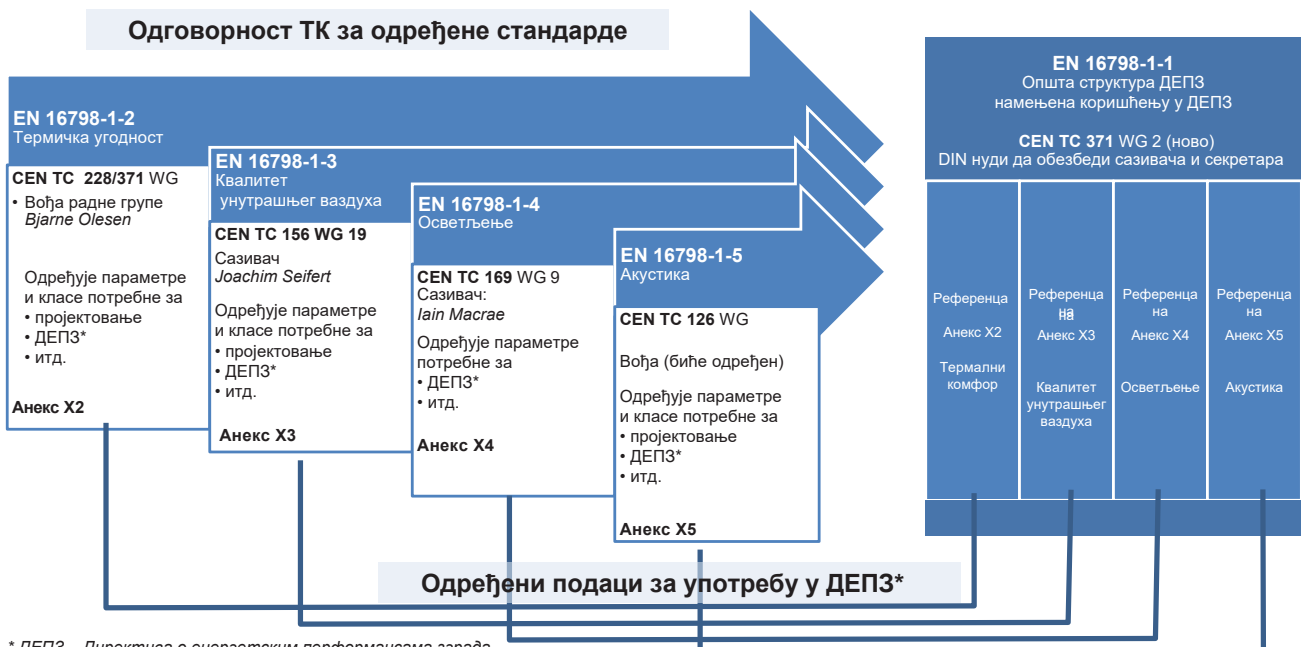 Одговорност ТК за одређене стандарде
EN 16798-1-2
Термичка угодност
CEN TC 228/371 WG
• Вођа радне групе
Bjarne Olesen
Одређује параметре
и класе потребне за
• пројектовање
• ДЕПЗ*
• итд.
Анекс X2
EN 16798-1-3
Квалитет
унутрашњег ваздуха
CEN TC 156 WG 19
Сазивач
Joachim Seifert
Одређује параметре
и класе потребне за
• пројектовање
• ДЕПЗ*
• итд.
Анекс X3
EN 16798-1-4
Осветљење
CEN TC 169 WG 9
Сазивач:
Iain Macrae
Одређује параметре
потребне за
• ДЕПЗ*
• итд.
Анекс X4
EN 16798-1-5
Акустика
CEN TC 126 WG
Вођа (биће одређен)
Одређује параметре
и класе потребне за
• пројектовање
• ДЕПЗ*
• итд.
Анекс X5
EN 16798-1-1
Општа структура ДЕПЗ
намењена коришћењу у ДЕПЗ
CEN TC 371 WG 2 (ново)
DIN нуди да обезбеди сазивача и секретара
Референца
Анекс X2
Термални
комфор
Референца
на
Анекс X3
Квалитет
унутрашњег
ваздуха
Референца
на
Анекс X4
Осветљење
Референца
на
Анекс X5
Акустика
Одређени подаци за употребу у ДЕПЗ*
* ДЕПЗ – Директива о енергетским перформансама зграда